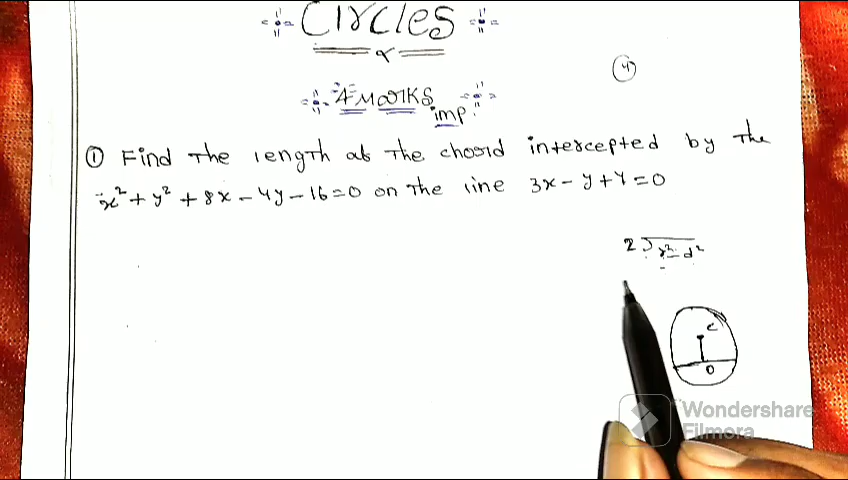 Circles
4 Marks
imp
(4)
① Find The length of The chord intercepted by The
x² + y² + 8x - 4y - 16 = 0 on The line 3x - y + 4 = 0
2√r² - d²
C
D
Wondershare
Filmora